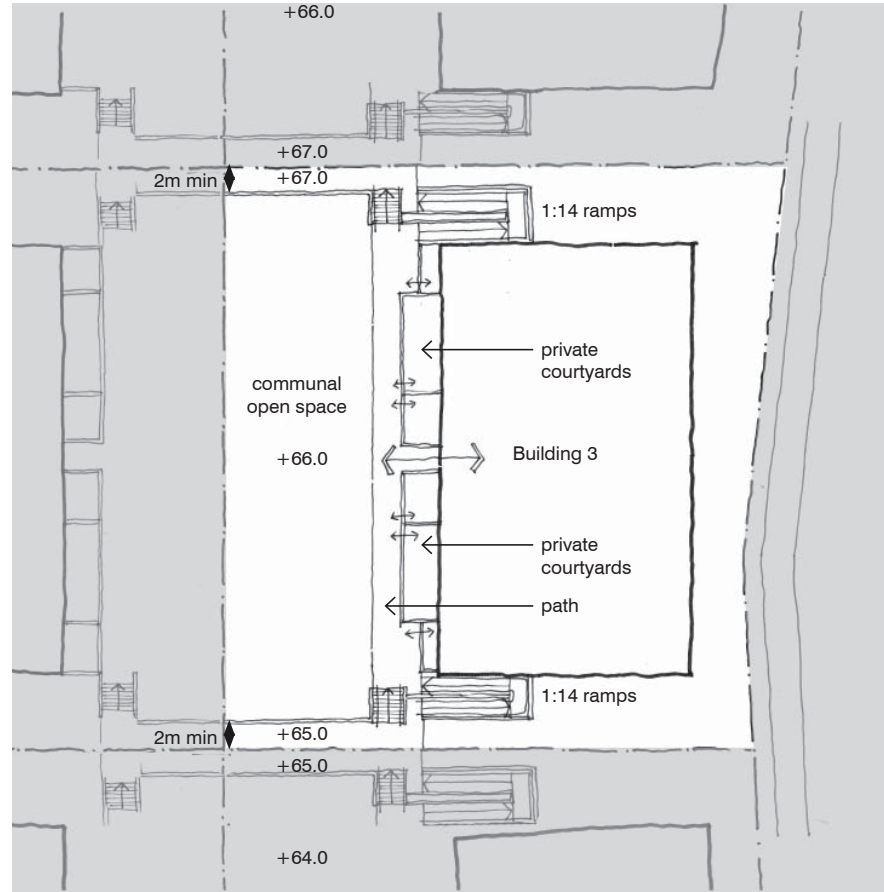 +66.0
+67.0
2m min
+67.0
1:14 ramps
private
courtyards
communal
open space
+66.0
Building 3
private
courtyards
path
1:14 ramps
2m min
+65.0
+65.0
+64.0